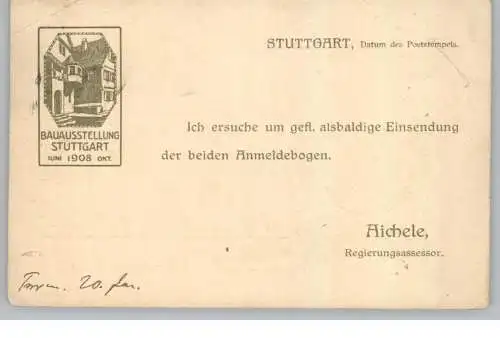 STUTTGART, Datum des Poststempels.
BAUAUSSTELLUNG
STUTTGART
JUNI 1908 OKT.
Ich ersuche um gefl. alsbaldige Einsendung
der beiden Anmeldebogen.
Aichele,
Regierungsassessor.
20.